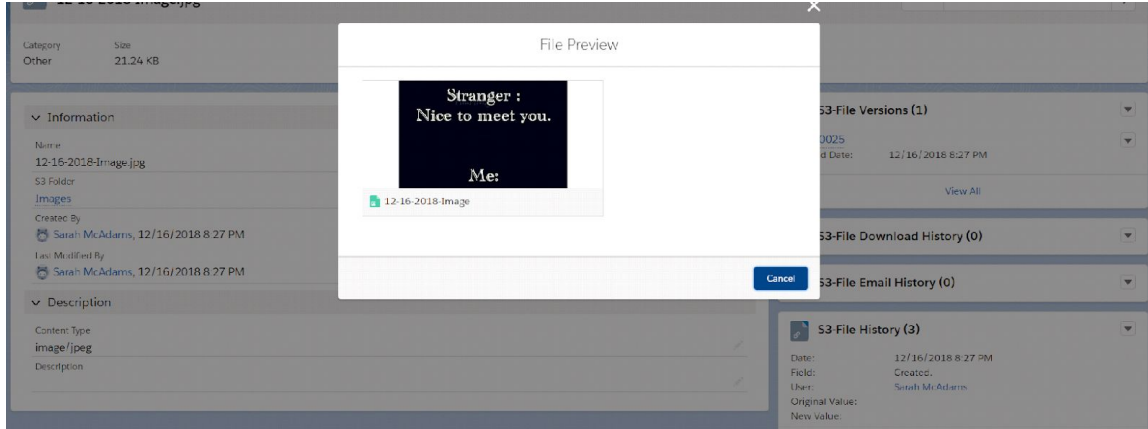 12-16-2018-Image.jpg
Category
Size
Other
21.24 KB
File Preview
Stranger :
Nice to meet you.
Me:
12-16-2018-Image
Cancel
Information
Name
12-16-2018-Image.jpg
S3 Folder
Images
Created By
Sarah McAdams, 12/16/2018 8:27 PM
Last Modified By
Sarah McAdams, 12/16/2018 8:27 PM
Description
Content Type
image/jpeg
Description
S3-File Versions (1)
0025
d Date:
12/16/2018 8:27 PM
View All
S3-File Download History (0)
S3-File Email History (0)
S3-File History (3)
Date:
12/16/2018 8:27 PM
Field:
Created.
User:
Sarah McAdams
Original Value:
New Value: